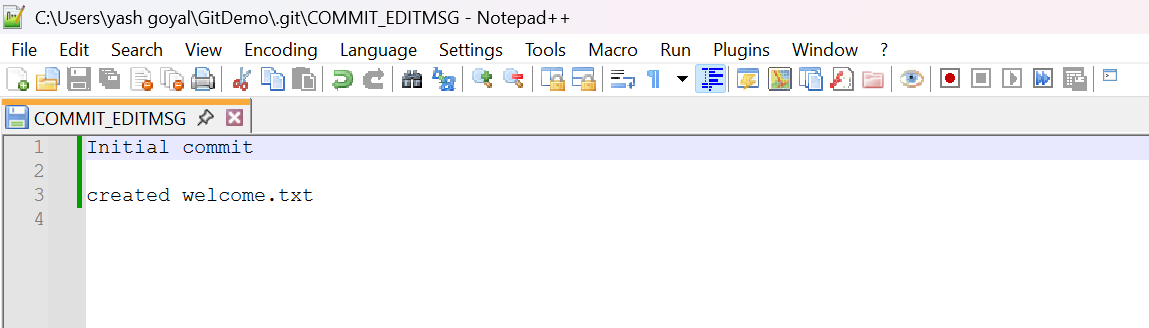 C:\Users\yash goyal\GitDemo\.git\COMMIT_EDITMSG - Notepad++
File Edit Search View Encoding Language Settings Tools Macro Run Plugins Window ?
COMMIT_EDITMSG
1 Initial commit
2
3 created welcome.txt
4